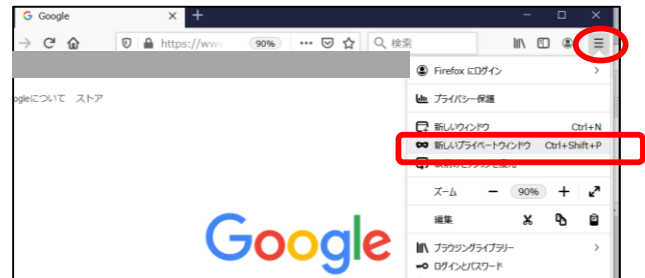 Google
https://ww
90%
検索
Firefox にログイン
プライバシー保護
ogleについて ストア
新しいウィンドウ Ctrl+N
新しいプライベートウィンドウ Ctrl+Shift+P
ズーム 90%
編集
Google
ブラウジングライブラリー
ログインとパスワード